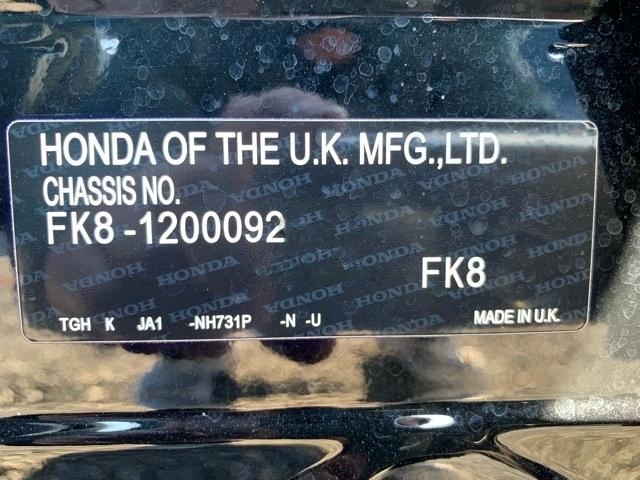 HONDA OF THE U.K. MFG.,LTD.
CHASSIS NO.
FK8 -1200092
FK8
TGH K JA1 -NH731P -N -U MADE IN U.K.